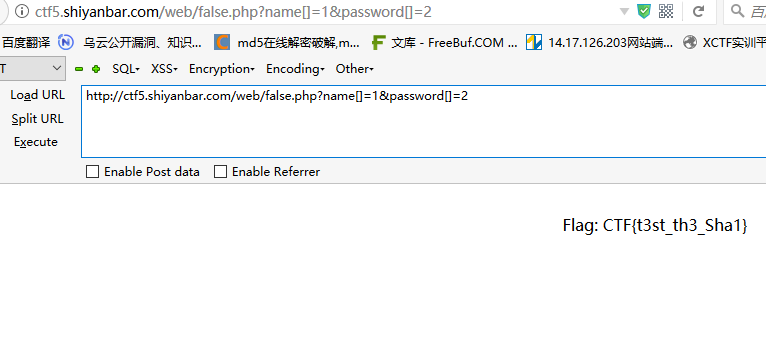 ctf5.shiyanbar.com/web/false.php?name[]=1&password[]=2
百度翻译 乌云公开漏洞、知识... md5在线解密破解,m... 文库 - FreeBuf.COM ... 14.17.126.203网站端... XCTF实训平
T SQL XSS Encryption Encoding Other
Load URL http://ctf5.shiyanbar.com/web/false.php?name[]=1&password[]=2
Split URL
Execute
Enable Post data Enable Referrer
Flag: CTF{t3st_th3_Sha1}